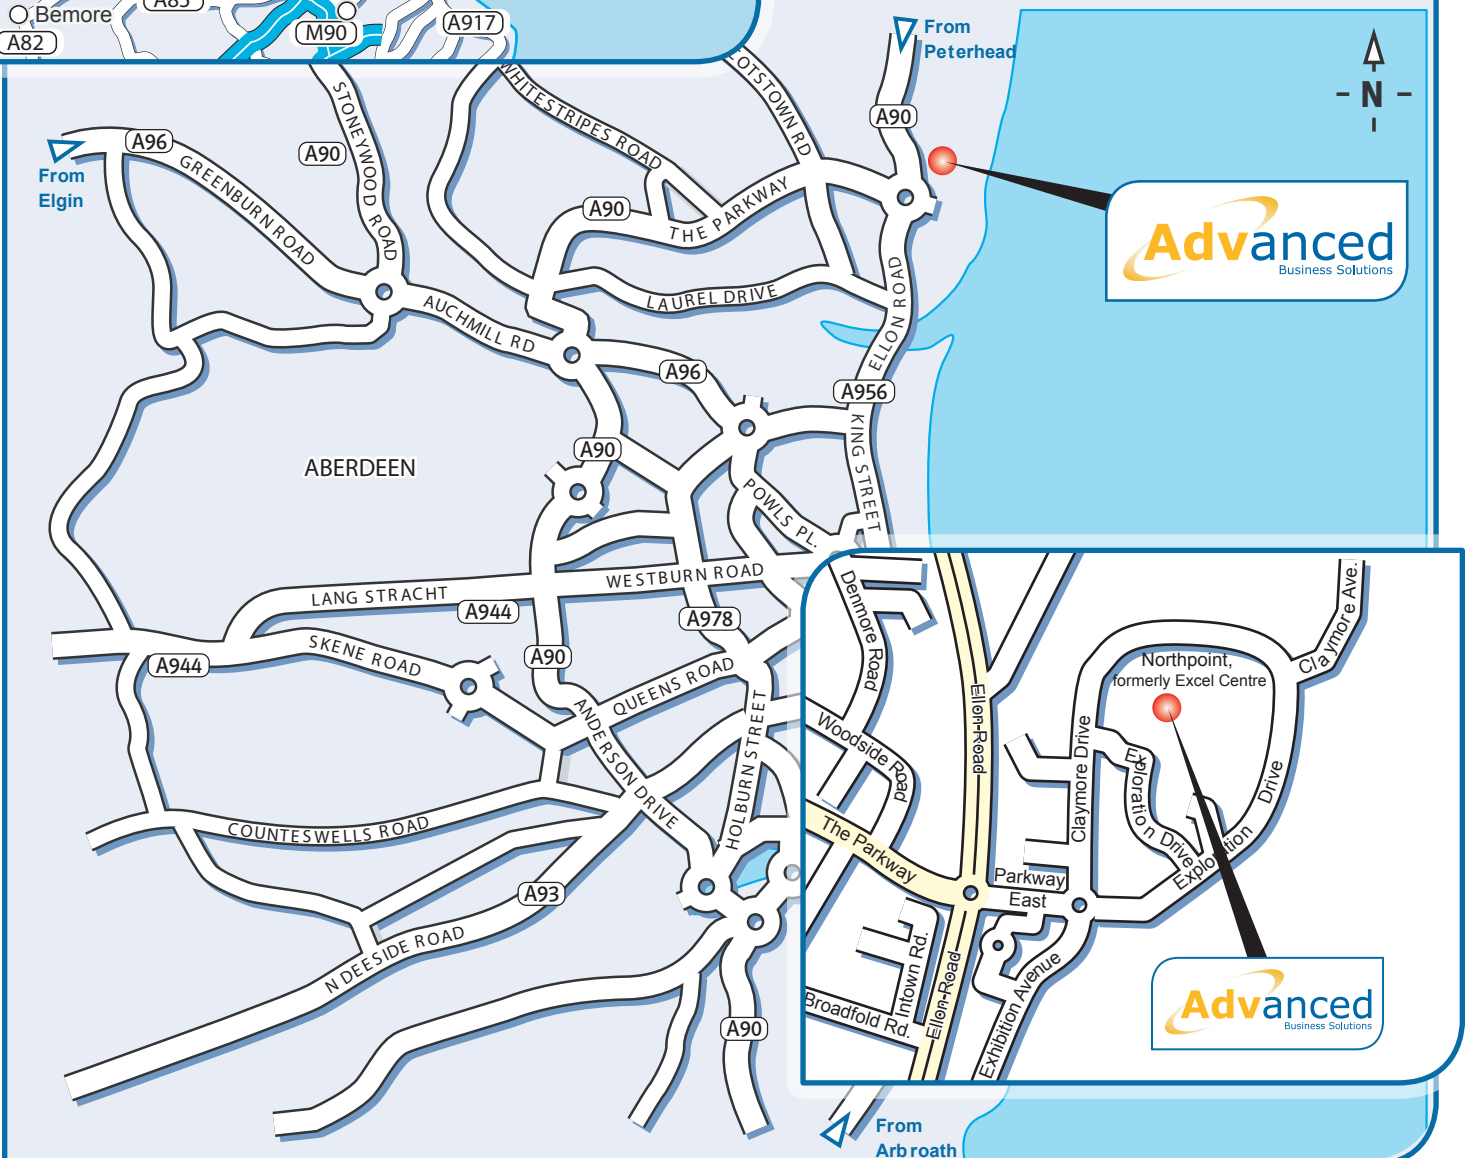 A85
Bemore
A82
M90
A917
From
Peterhead
N
A90
A96
From
Elgin
GREENBURN ROAD
A90
STONEYWOOD ROAD
WHITESTRIPES ROAD
A90
THE PARKWAY
Advanced
Business Solutions
LAUREL DRIVE
ELLON ROAD
AUCHMILL RD
A96
A956
KING STREET
ABERDEEN
A90
POWLS PL.
LANG STRACHT
WESTBURN ROAD
A944
A978
SKENE ROAD
A944
A90
QUEENS ROAD
ANDERSON DRIVE
HOLBURN STREET
COUNTESWELLS ROAD
A93
N DEESIDE ROAD
A90
From
Arbroath
Denmore Road
Ellon Road
Claymore Ave.
Northpoint,
formerly Excel Centre
Woodside Road
Claymore Drive
Exploration Drive
Exploration Drive
The Parkway
Parkway
East
Intown Rd.
Broadfold Rd.
Ellon Road
Exhibition Avenue
Advanced
Business Solutions